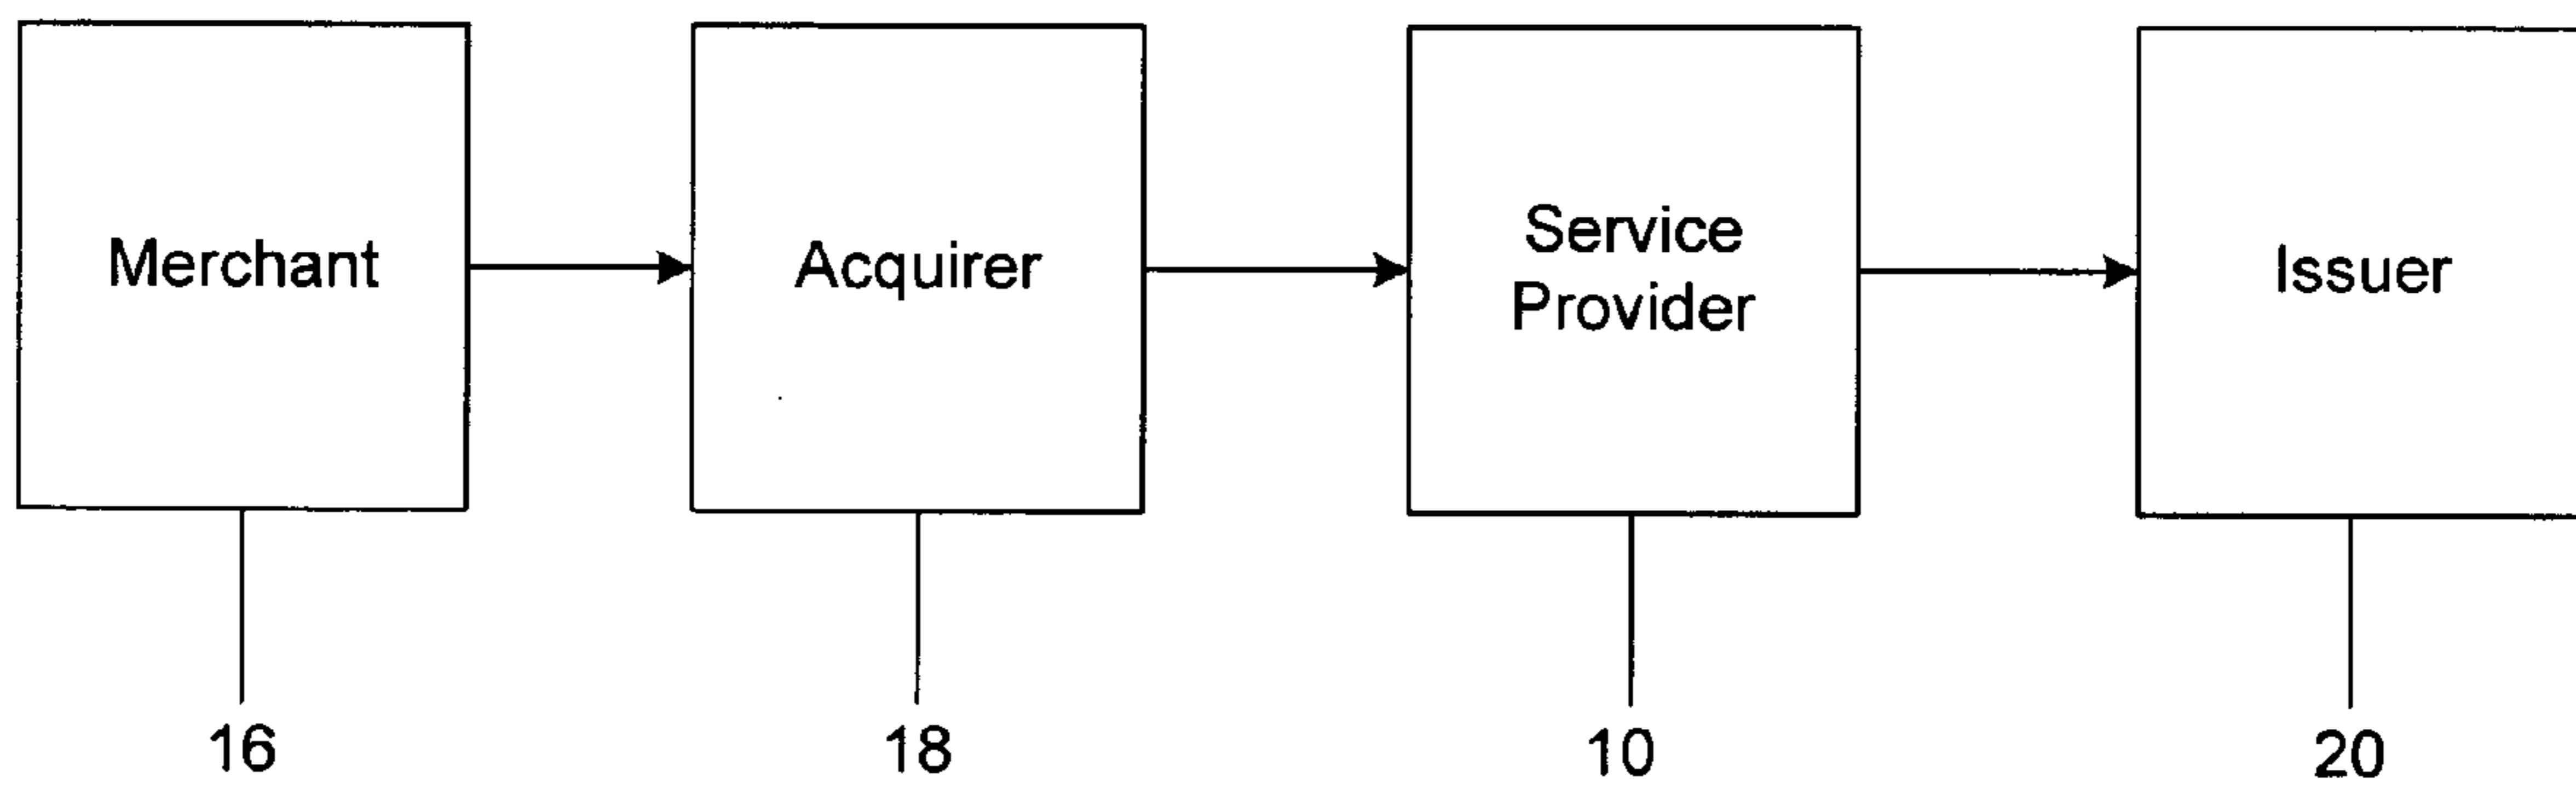 Merchant
Acquirer
Service
Provider
Issuer
16
18
10
20